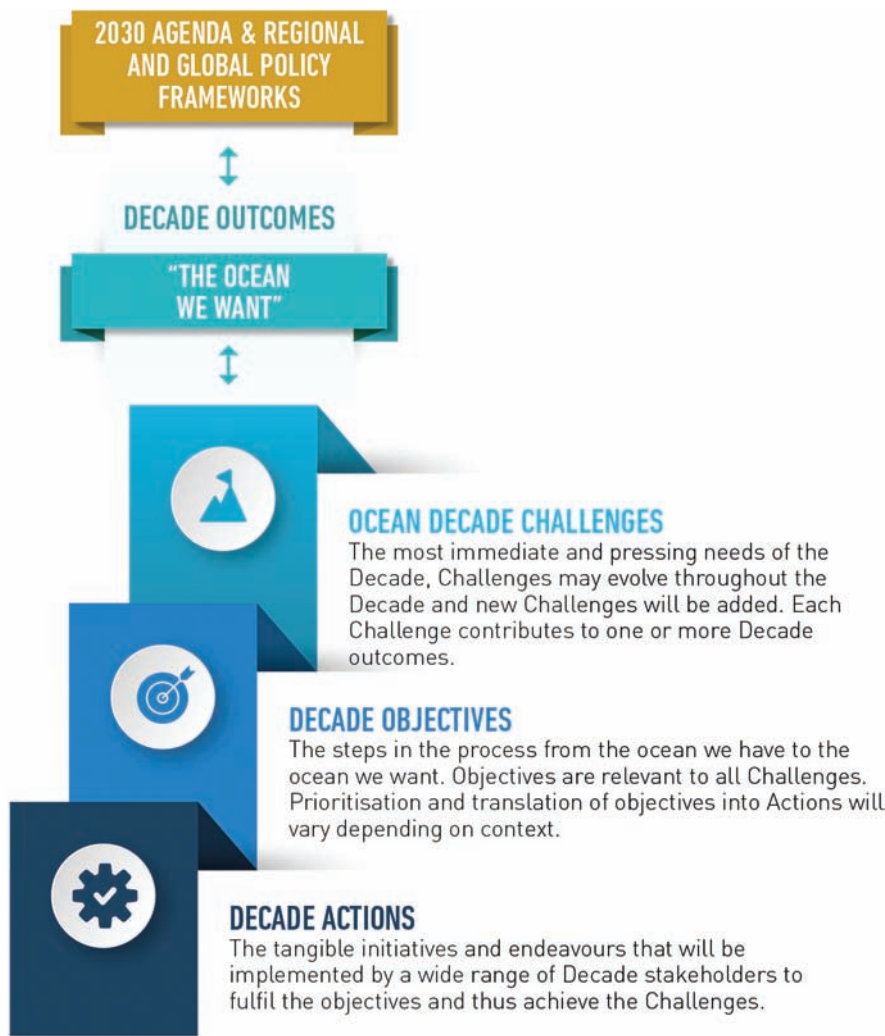 2030 AGENDA & REGIONAL
AND GLOBAL POLICY
FRAMEWORKS
DECADE OUTCOMES
“THE OCEAN
WE WANT”
OCEAN DECADE CHALLENGES
The most immediate and pressing needs of the
Decade, Challenges may evolve throughout the
Decade and new Challenges will be added. Each
Challenge contributes to one or more Decade
outcomes.
DECADE OBJECTIVES
The steps in the process from the ocean we have to the
ocean we want. Objectives are relevant to all Challenges.
Prioritisation and translation of objectives into Actions will
vary depending on context.
DECADE ACTIONS
The tangible initiatives and endeavours that will be
implemented by a wide range of Decade stakeholders to
fulfil the objectives and thus achieve the Challenges.